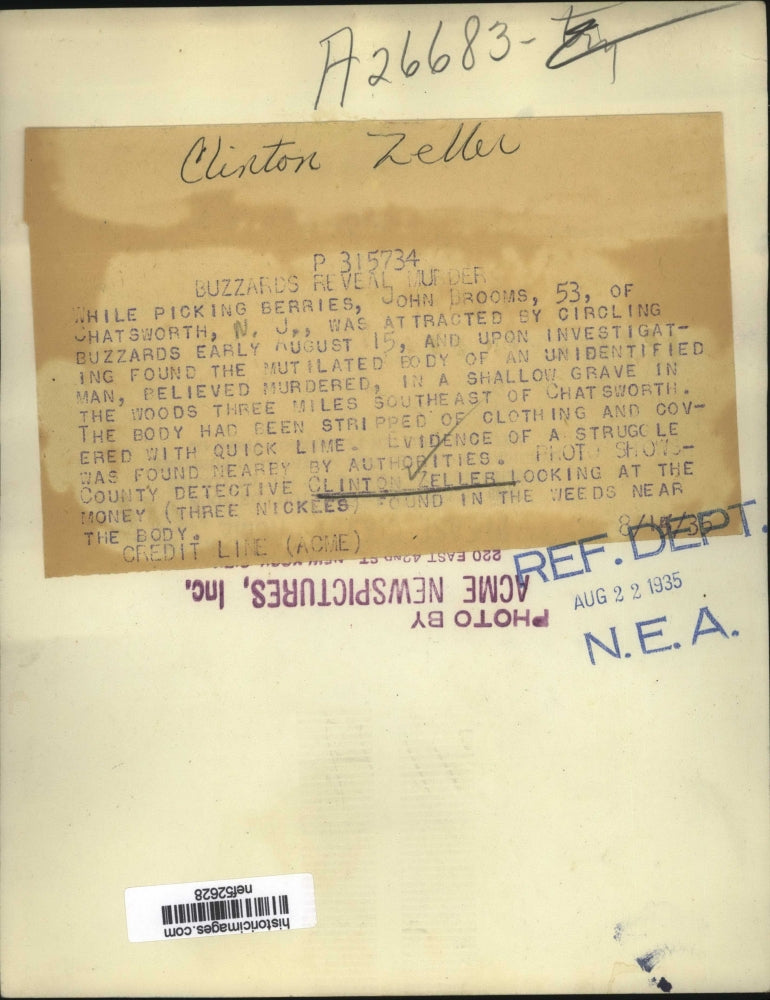 A26683-
Clinton Zeller
P 315734
BUZZARDS REVEAL MURDER
WHILE PICKING BERRIES, JOHN BROOMS, 53, OF
CHATSWORTH, N. J., WAS ATTRACTED BY CIRCLING
BUZZARDS EARLY AUGUST 15, AND UPON INVESTIGAT-
ING FOUND THE MUTILATED BODY OF AN UNIDENTIFIED
MAN, BELIEVED MURDERED, IN A SHALLOW GRAVE IN
THE WOODS THREE MILES SOUTHEAST OF CHATSWORTH.
THE BODY HAD BEEN STRIPPED OF CLOTHING AND COV-
ERED WITH QUICK LIME. EVIDENCE OF A STRUGGLE
WAS FOUND NEARBY BY AUTHORITIES. PHOTO SHOWS-
COUNTY DETECTIVE CLINTON ZELLER LOOKING AT THE
MONEY (THREE NICKELS) FOUND IN THE WEEDS NEAR
THE BODY.
CREDIT LINE (ACME) 8/15/35
REF. DEPT.
AUG 22 1935
N.E.A.
PHOTO BY
ACME NEWSPICTURES, Inc.
220 EAST 42ND ST. NEW YORK CITY
historicimages.com
nef52628